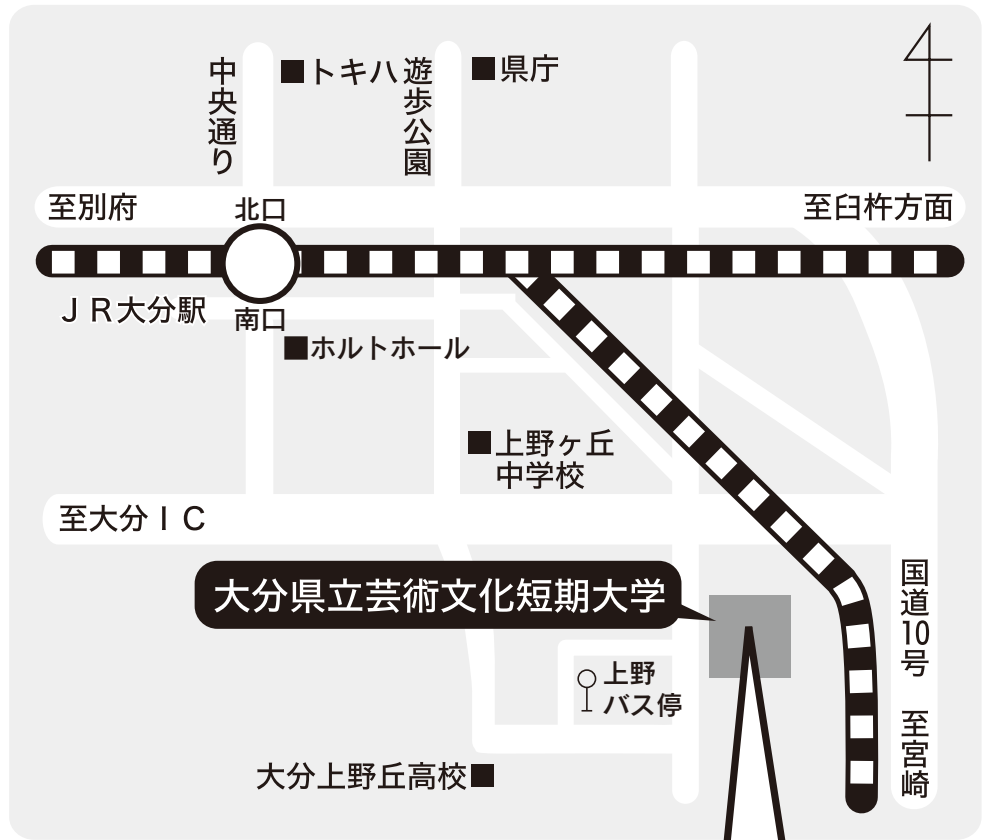 中央通り
■トキハ
遊歩公園
■県庁
至別府
北口
至臼杵方面
ＪＲ大分駅
南口
■ホルトホール
■上野ヶ丘
中学校
至大分ＩＣ
大分県立芸術文化短期大学
国道10号 至宮崎
上野
バス停
大分上野丘高校■